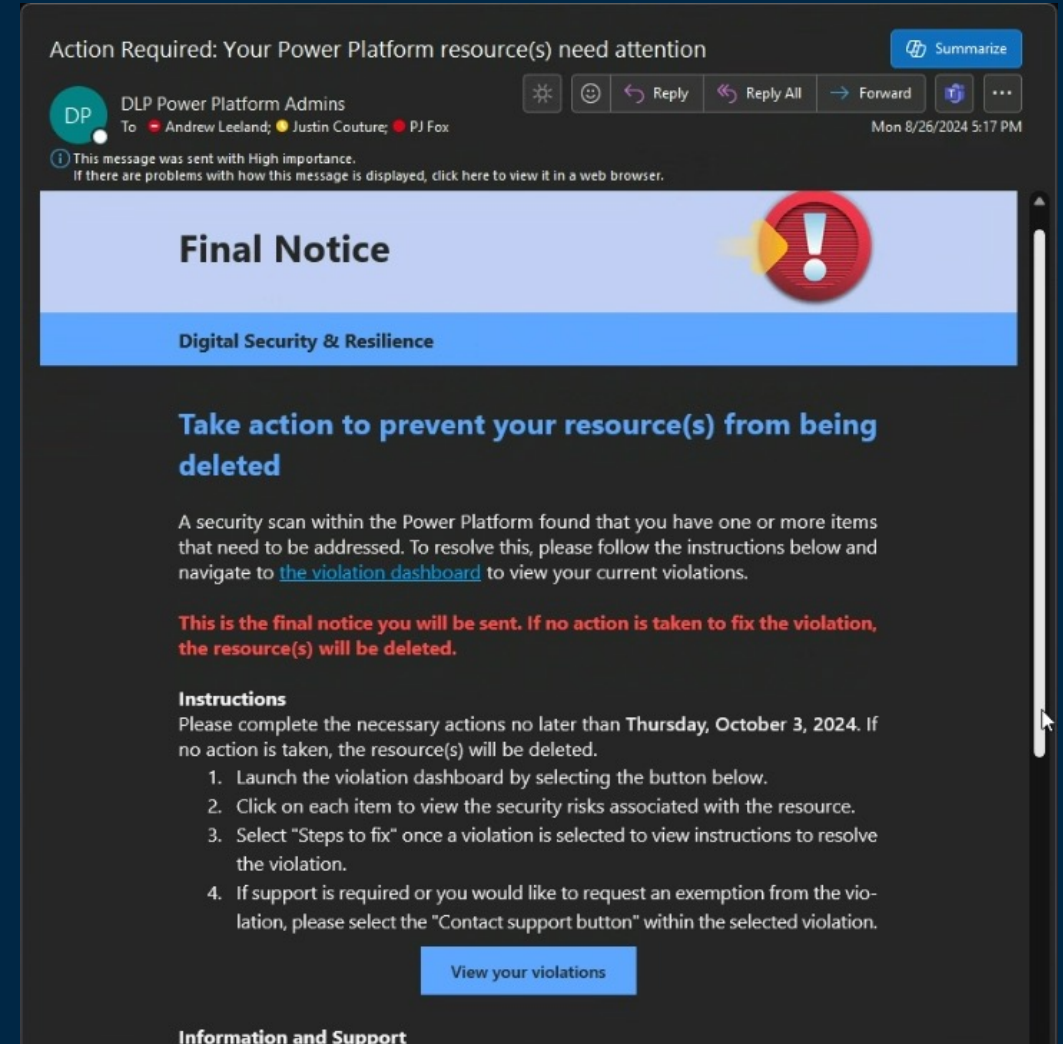 Action Required: Your Power Platform resource(s) need attention
Summarize
DP
DLP Power Platform Admins
To Andrew Leeland; Justin Couture; PJ Fox
Reply
Reply All
Forward
Mon 8/26/2024 5:17 PM
This message was sent with High importance.
If there are problems with how this message is displayed, click here to view it in a web browser.
Final Notice
Digital Security & Resilience
Take action to prevent your resource(s) from being
deleted
A security scan within the Power Platform found that you have one or more items
that need to be addressed. To resolve this, please follow the instructions below and
navigate to the violation dashboard to view your current violations.
This is the final notice you will be sent. If no action is taken to fix the violation,
the resource(s) will be deleted.
Instructions
Please complete the necessary actions no later than Thursday, October 3, 2024. If
no action is taken, the resource(s) will be deleted.
1. Launch the violation dashboard by selecting the button below.
2. Click on each item to view the security risks associated with the resource.
3. Select "Steps to fix" once a violation is selected to view instructions to resolve
the violation.
4. If support is required or you would like to request an exemption from the vio-
lation, please select the "Contact support button" within the selected violation.
View your violations
Information and Support